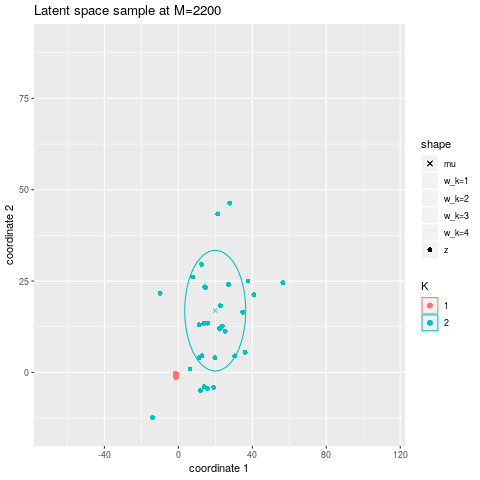 Latent space sample at M=2200
coordinate 2
75
50
25
0
-40
0
40
80
120
coordinate 1
shape
mu
w_k=1
w_k=2
w_k=3
w_k=4
z
K
1
2